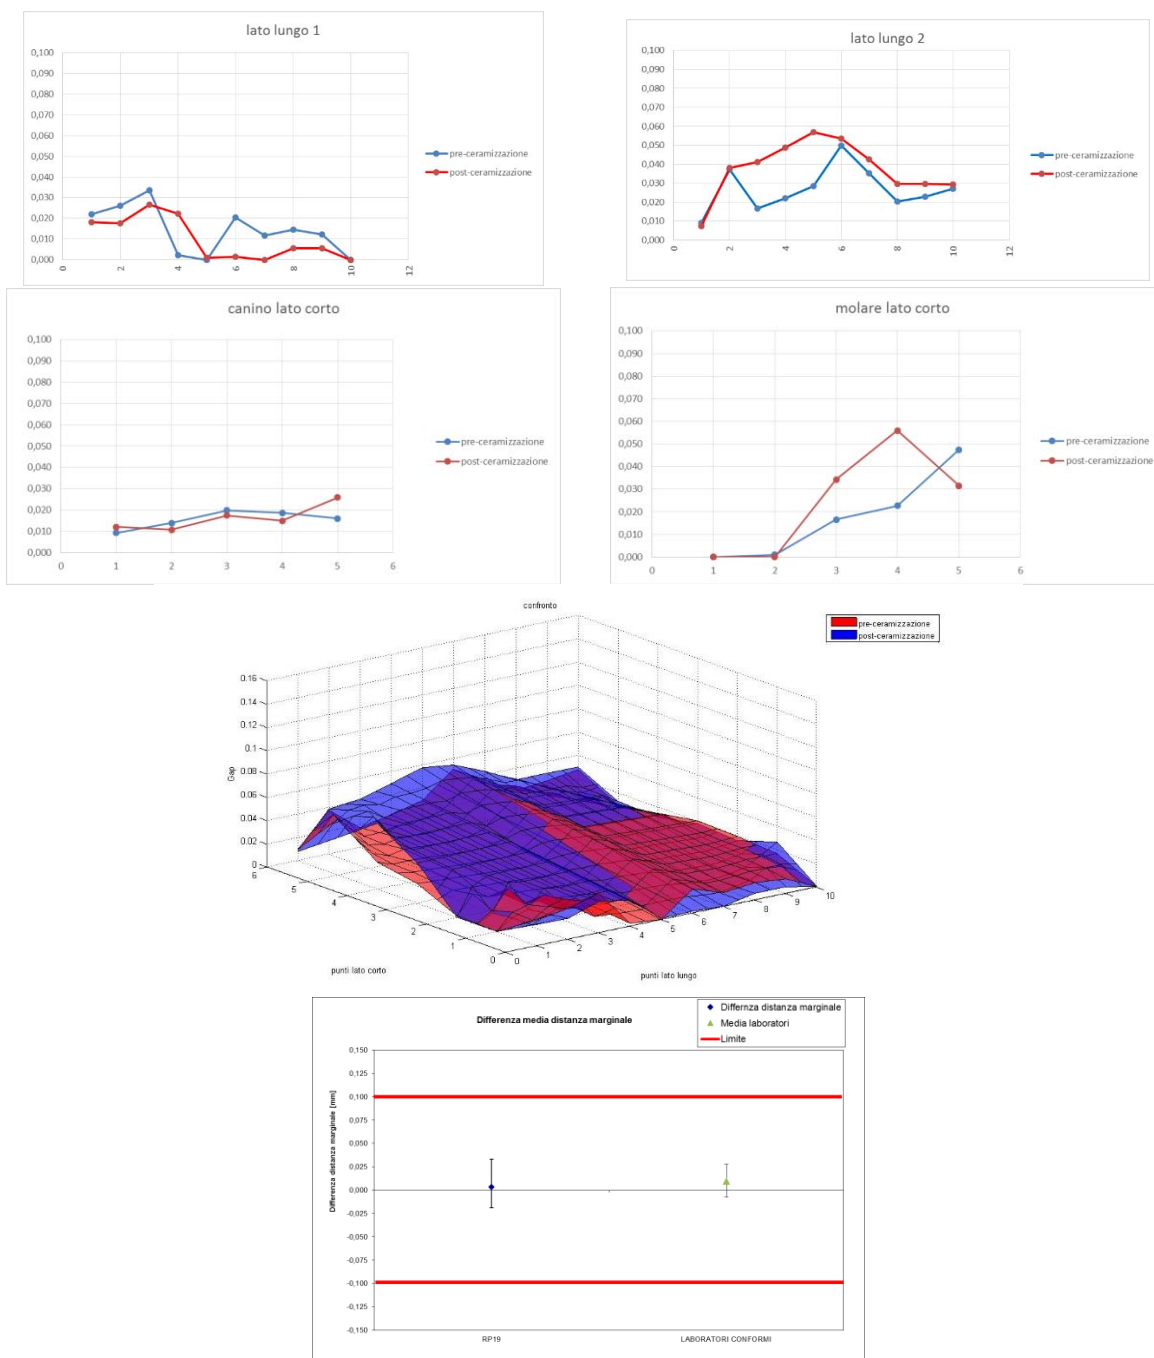 lato lungo 1
0,100
0,090
0,080
0,070
0,060
0,050
0,040
0,030
0,020
0,010
0,000
0 2 4 6 8 10 12
pre-ceramizzazione
post-ceramizzazione
lato lungo 2
0,100
0,090
0,080
0,070
0,060
0,050
0,040
0,030
0,020
0,010
0,000
0 2 4 6 8 10 12
pre-ceramizzazione
post-ceramizzazione
canino lato corto
0,100
0,090
0,080
0,070
0,060
0,050
0,040
0,030
0,020
0,010
0,000
0 1 2 3 4 5 6
pre-ceramizzazione
post-ceramizzazione
molare lato corto
0,100
0,090
0,080
0,070
0,060
0,050
0,040
0,030
0,020
0,010
0,000
0 1 2 3 4 5 6
pre-ceramizzazione
post-ceramizzazione
confronto
pre-ceramizzazione
post-ceramizzazione
0.16
0.14
0.12
0.1
0.08
0.06
0.04
0.02
0
Gap
6 5 4 3 2 1 0
punti lato corto
0 1 2 3 4 5 6 7 8 9 10
punti lato lungo
Differenza media distanza marginale
Differnza distanza marginale
Media laboratori
Limite
Differenza distanza marginale [mm]
0,150
0,125
0,100
0,075
0,050
0,025
0,000
-0,025
-0,050
-0,075
-0,100
-0,125
-0,150
RP19 LABORATORI CONFORMI